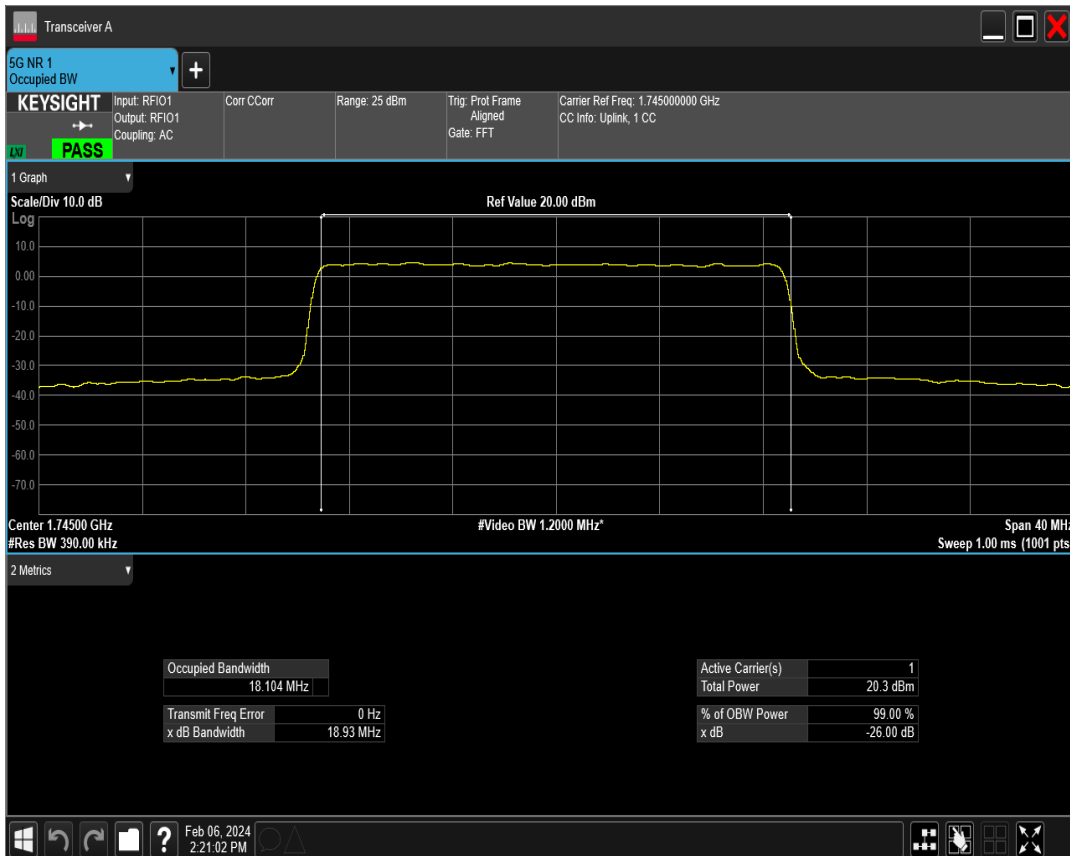 Transceiver A
5G NR 1
Occupied BW
+
KEYSIGHT
Input: RFIO1
Output: RFIO1
Coupling: AC
Corr CCorr
Range: 25 dBm
Trig: Prot Frame
Aligned
Gate: FFT
Carrier Ref Freq: 1.745000000 GHz
CC Info: Uplink, 1 CC
LXI
PASS
1 Graph
Scale/Div 10.0 dB
Ref Value 20.00 dBm
Log
10.0
0.00
-10.0
-20.0
-30.0
-40.0
-50.0
-60.0
-70.0
Center 1.74500 GHz
#Video BW 1.2000 MHz*
Span 40 MHz
#Res BW 390.00 kHz
Sweep 1.00 ms (1001 pts
2 Metrics
Occupied Bandwidth
18.104 MHz
Transmit Freq Error 0 Hz
x dB Bandwidth 18.93 MHz
Active Carrier(s) 1
Total Power 20.3 dBm
% of OBW Power 99.00 %
x dB -26.00 dB
?
Feb 06, 2024
2:21:02 PM